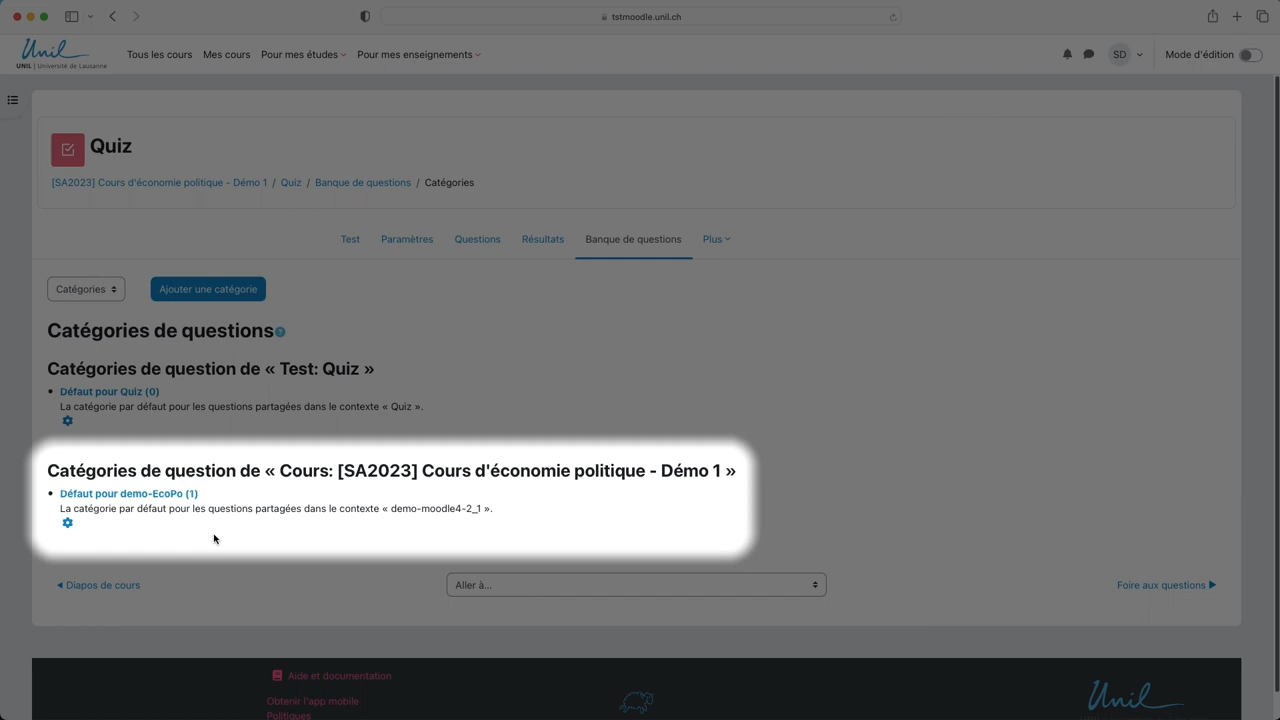 tstmoodle.unil.ch
Unil
UNIL | Université de Lausanne
Tous les cours Mes cours Pour mes études Pour mes enseignements
SD Mode d'édition
Quiz
[SA2023] Cours d'économie politique - Démo 1 / Quiz / Banque de questions / Catégories
Test Paramètres Questions Résultats Banque de questions Plus
Catégories Ajouter une catégorie
Catégories de questions
Catégories de question de « Test: Quiz »
• Défaut pour Quiz (0)
La catégorie par défaut pour les questions partagées dans le contexte « Quiz ».
Catégories de question de « Cours: [SA2023] Cours d'économie politique - Démo 1 »
• Défaut pour demo-EcoPo (1)
La catégorie par défaut pour les questions partagées dans le contexte « demo-moodle4-2_1 ».
◀ Diapos de cours Aller à... Foire aux questions ▶
Aide et documentation
Obtenir l'app mobile
Politiques
Unil